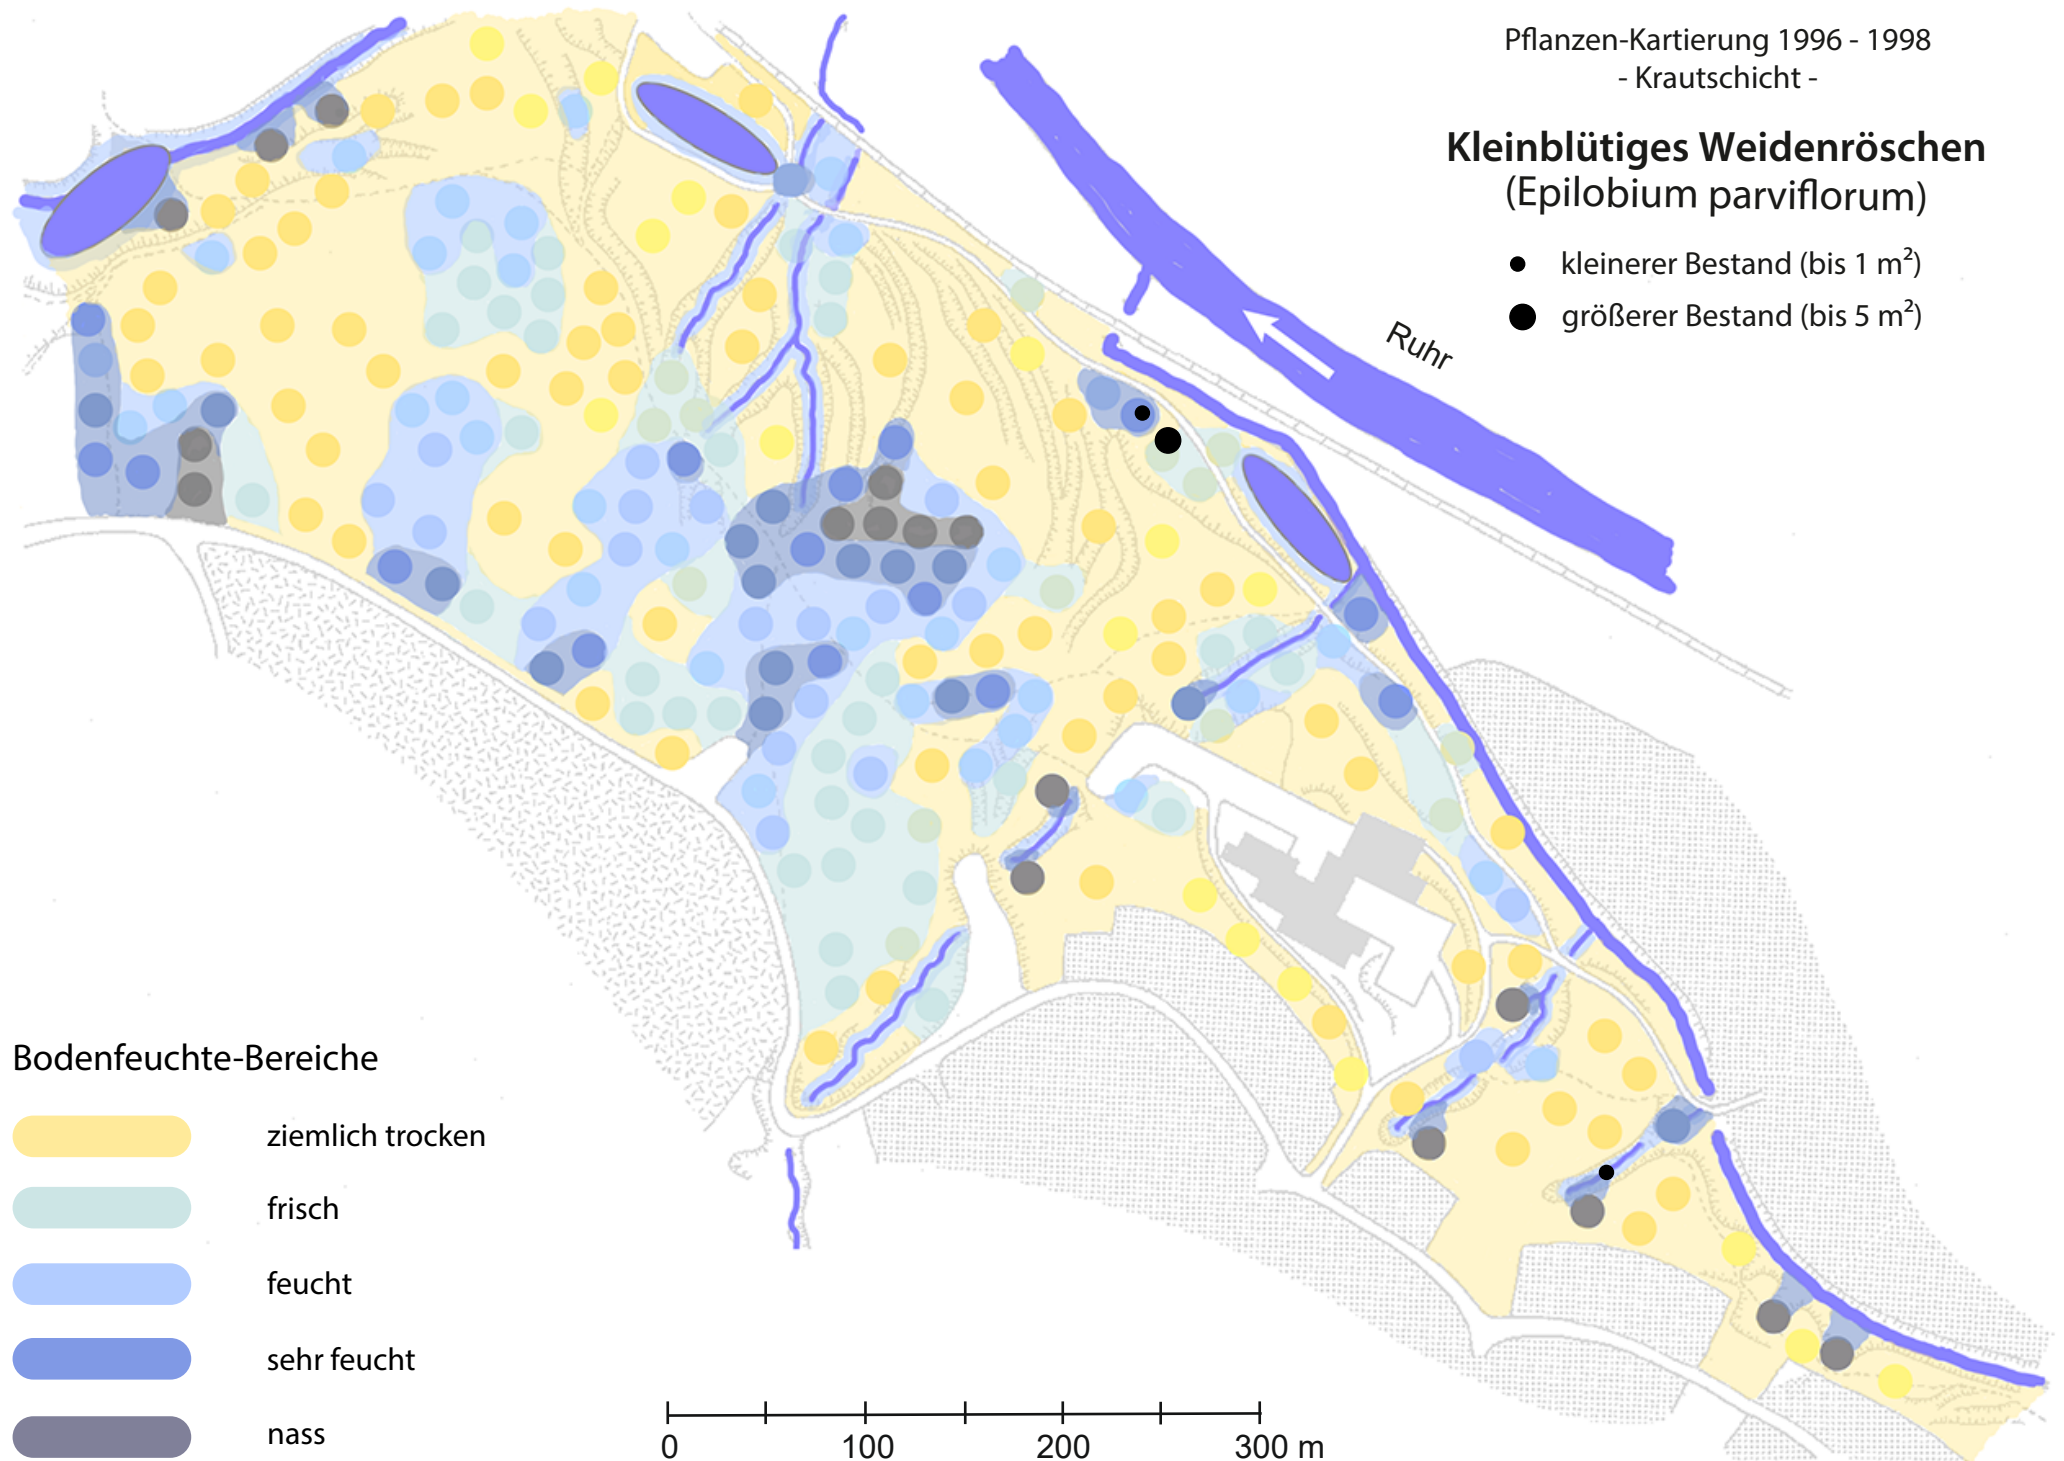 Pflanzen-Kartierung 1996 - 1998
- Krautschicht -
Kleinblütiges Weidenröschen
(Epilobium parviflorum)
kleinerer Bestand (bis 1 m²)
größerer Bestand (bis 5 m²)
Ruhr
Bodenfeuchte-Bereiche
ziemlich trocken
frisch
feucht
sehr feucht
nass
0 100 200 300 m